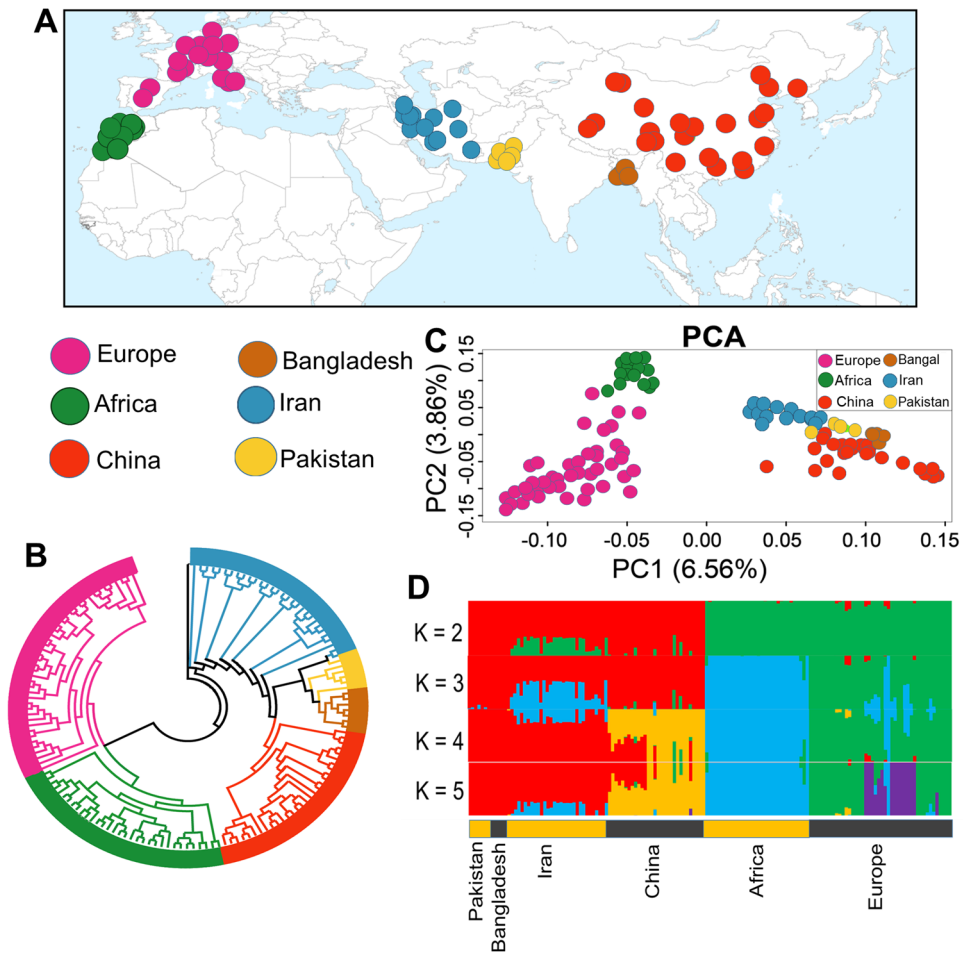 A
Europe
Bangladesh
Africa
Iran
China
Pakistan
C
PCA
PC2 (3.86%)
0.15
0.05
-0.05
-0.15
Europe
Bangal
Africa
Iran
China
Pakistan
-0.10
-0.05
0.00
0.05
0.10
0.15
PC1 (6.56%)
B
D
K = 2
K = 3
K = 4
K = 5
Pakistan
Bangladesh
Iran
China
Africa
Europe